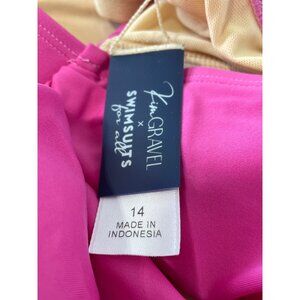 Kim GRAVEL
x
SWIMSUITS
for all
14
MADE IN
INDONESIA